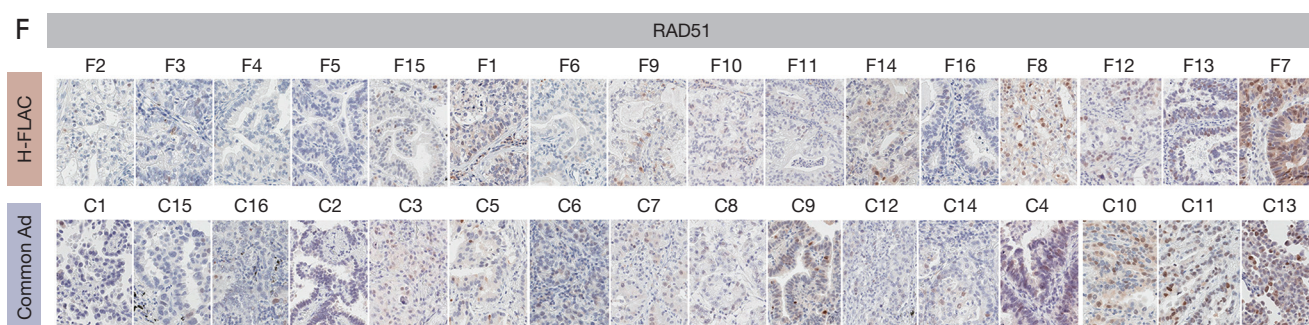 F
RAD51
F2 F3 F4 F5 F15 F1 F6 F9 F10 F11 F14 F16 F8 F12 F13 F7
H-FLAC
C1 C15 C16 C2 C3 C5 C6 C7 C8 C9 C12 C14 C4 C10 C11 C13
Common Ad